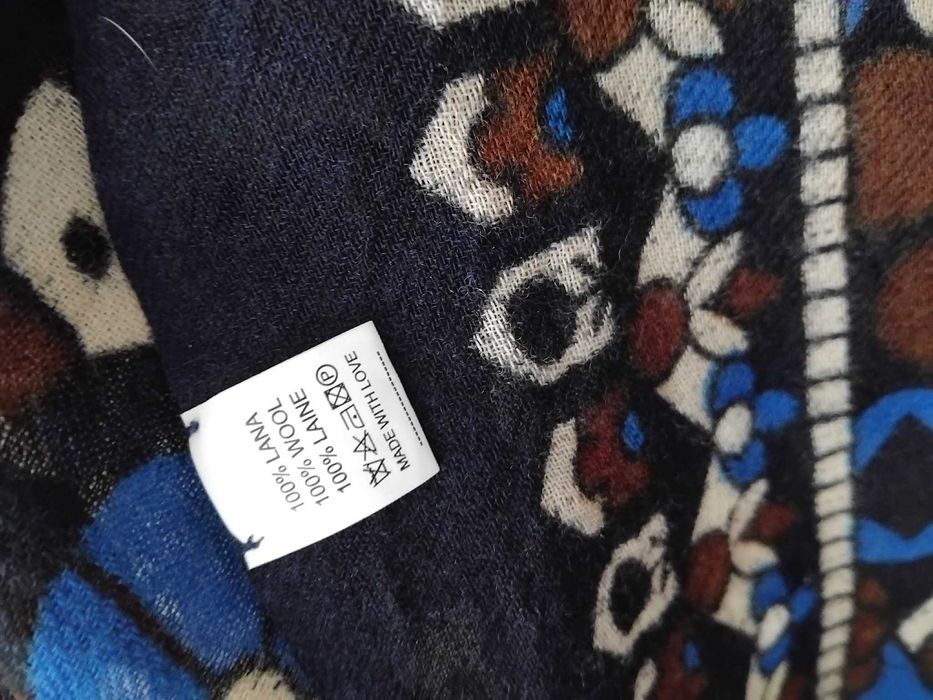 100% LANA
100% WOOL
100% LAINE
P
MADE WITH LOVE